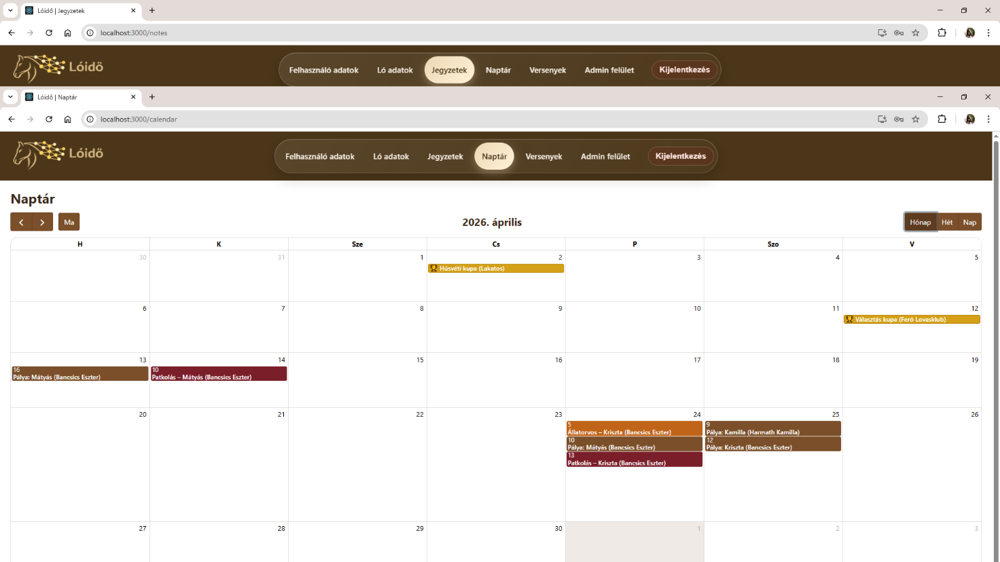 Lóidő | Jegyzetek
localhost:3000/notes
Lóidő
Felhasználó adatok Ló adatok Jegyzetek Naptár Versenyek Admin felület Kijelentkezés
Lóidő | Naptár
localhost:3000/calendar
Lóidő
Felhasználó adatok Ló adatok Jegyzetek Naptár Versenyek Admin felület Kijelentkezés
Naptár
Ma 2026. április Hónap Hét Nap
H K Sze Cs P Szo V
30 31 1 2 3 4 5
Húsvéti kupa (Lakatos)
6 7 8 9 10 11 12
Választás kupa (Feró Lovasklub)
13 14 15 16 17 18 19
16 10
Pálya: Mátyás (Bancsics Eszter) Patkolás – Mátyás (Bancsics Eszter)
20 21 22 23 24 25 26
5 9
Állatorvos – Kriszta (Bancsics Eszter) Pálya: Kamilla (Harmath Kamilla)
10 12
Pálya: Mátyás (Bancsics Eszter) Pálya: Kriszta (Bancsics Eszter)
13
Patkolás – Kriszta (Bancsics Eszter)
27 28 29 30 1 2 3